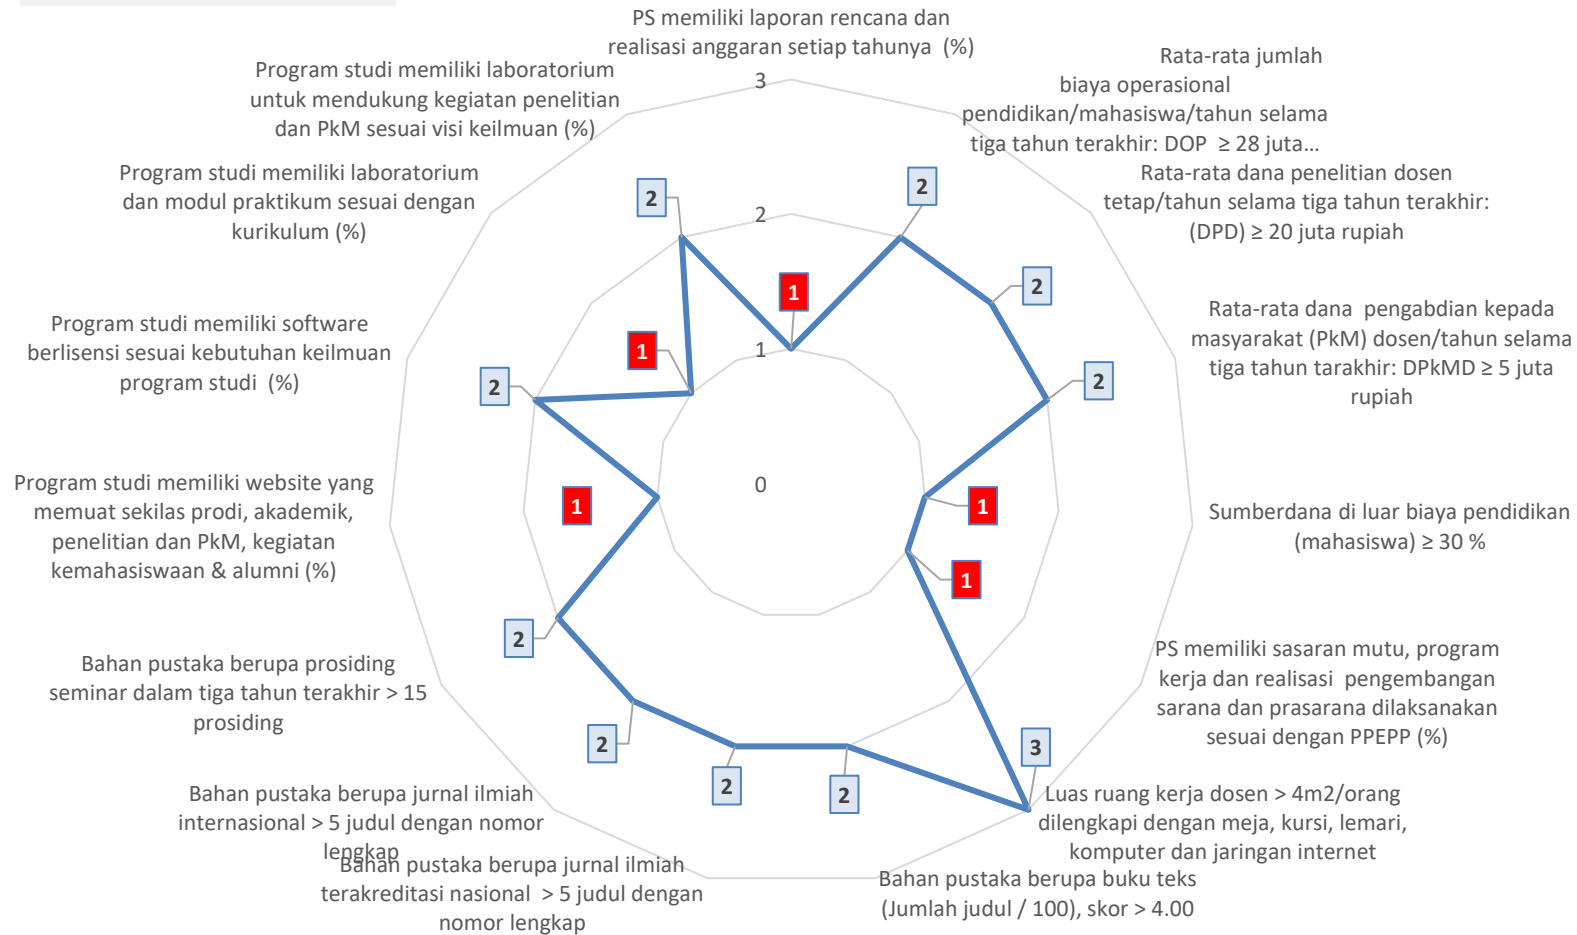 PS memiliki laporan rencana dan
realisasi anggaran setiap tahunya (%)
Rata-rata jumlah
biaya operasional
pendidikan/mahasiswa/tahun selama
tiga tahun terakhir: DOP ≥ 28 juta...
Rata-rata dana penelitian dosen
tetap/tahun selama tiga tahun terakhir:
(DPD) ≥ 20 juta rupiah
Rata-rata dana pengabdian kepada
masyarakat (PkM) dosen/tahun selama
tiga tahun tarakhir: DPkMD ≥ 5 juta
rupiah
Sumberdana di luar biaya pendidikan
(mahasiswa) ≥ 30 %
PS memiliki sasaran mutu, program
kerja dan realisasi pengembangan
sarana dan prasarana dilaksanakan
sesuai dengan PPEPP (%)
Luas ruang kerja dosen > 4m2/orang
dilengkapi dengan meja, kursi, lemari,
komputer dan jaringan internet
Bahan pustaka berupa buku teks
(Jumlah judul / 100), skor > 4.00
Bahan pustaka berupa jurnal ilmiah
terakreditasi nasional > 5 judul dengan
nomor lengkap
Bahan pustaka berupa jurnal ilmiah
internasional > 5 judul dengan nomor
lengkap
Bahan pustaka berupa prosiding
seminar dalam tiga tahun terakhir > 15
prosiding
Program studi memiliki website yang
memuat sekilas prodi, akademik,
penelitian dan PkM, kegiatan
kemahasiswaan & alumni (%)
Program studi memiliki software
berlisensi sesuai kebutuhan keilmuan
program studi (%)
Program studi memiliki laboratorium
dan modul praktikum sesuai dengan
kurikulum (%)
Program studi memiliki laboratorium
untuk mendukung kegiatan penelitian
dan PkM sesuai visi keilmuan (%)
3
2
1
0
1
2
2
2
1
1
3
2
2
2
2
1
2
1
2